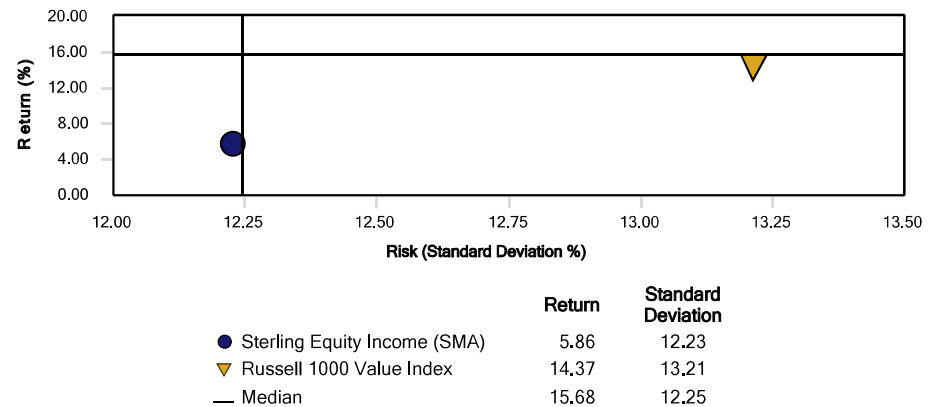 20.00
16.00
12.00
8.00
4.00
0.00
Return (%)
12.00 12.25 12.50 12.75 13.00 13.25 13.50
Risk (Standard Deviation %)
Return Standard Deviation
Sterling Equity Income (SMA) 5.86 12.23
Russell 1000 Value Index 14.37 13.21
Median 15.68 12.25